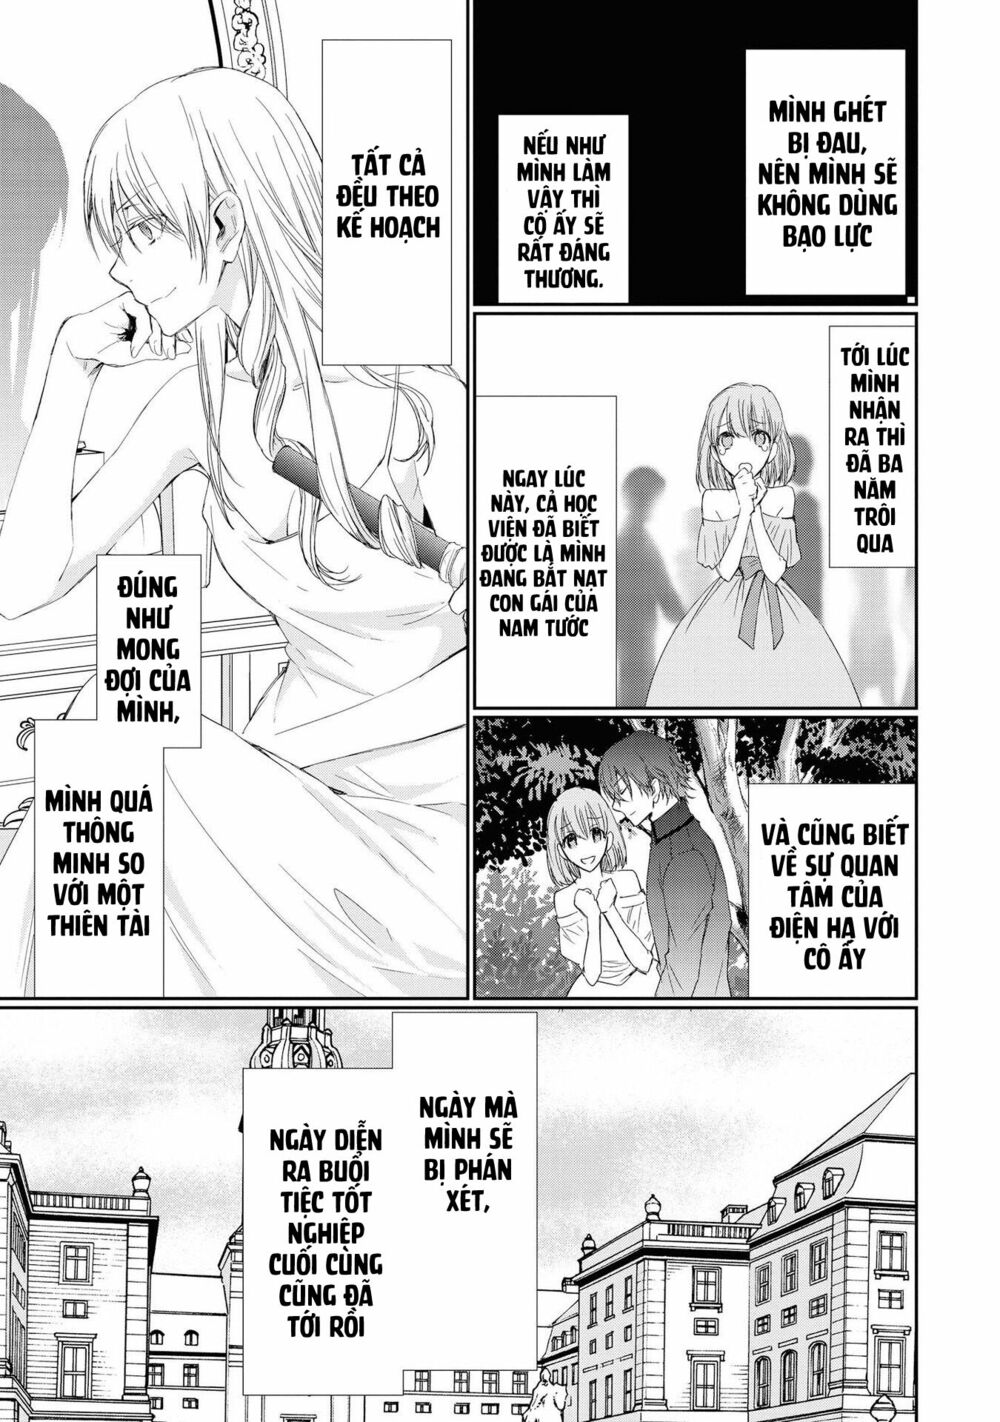 MÌNH GHÉT
BỊ ĐAU,
NÊN MÌNH SẼ
KHÔNG DÙNG
BẠO LỰC
NẾU NHƯ
MÌNH LÀM
VẬY THÌ
CÔ ẤY SẼ
RẤT ĐÁNG
THƯƠNG.
TỚI LÚC
MÌNH
NHẬN
RA THÌ
ĐÃ BA
NĂM
TRÔI
QUA
NGAY LÚC
NÀY, CẢ HỌC
VIỆN ĐÃ BIẾT
ĐƯỢC LÀ MÌNH
ĐANG BẮT NẠT
CON GÁI CỦA
NAM TƯỚC
VÀ CŨNG BIẾT
VỀ SỰ QUAN
TÂM CỦA
ĐIỆN HẠ VỚI
CÔ ẤY
TẤT CẢ
ĐỀU THEO
KẾ HOẠCH
ĐÚNG
NHƯ
MONG
ĐỢI CỦA
MÌNH,
MÌNH QUÁ
THÔNG
MINH SO
VỚI MỘT
THIÊN TÀI
NGÀY MÀ
MÌNH SẼ
BỊ PHÁN
XÉT,
NGÀY DIỄN
RA BUỔI
TIỆC TỐT
NGHIỆP
CUỐI CÙNG
CŨNG ĐÃ
TỚI RỒI